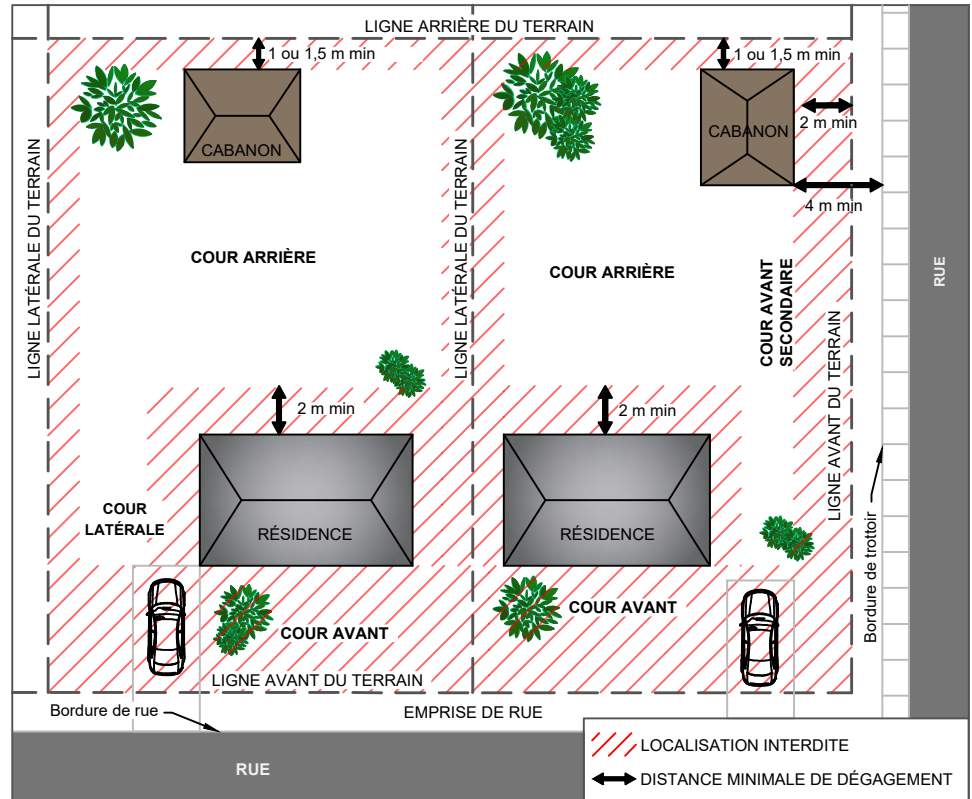 LIGNE ARRIÈRE DU TERRAIN
1 ou 1,5 m min
1 ou 1,5 m min
CABANON
CABANON
2 m min
4 m min
LIGNE LATÉRALE DU TERRAIN
LIGNE LATÉRALE DU TERRAIN
COUR ARRIÈRE
COUR ARRIÈRE
COUR AVANT
SECONDAIRE
RUE
LIGNE AVANT DU TERRAIN
2 m min
2 m min
COUR
LATÉRALE
RÉSIDENCE
RÉSIDENCE
Bordure de trottoir
COUR AVANT
COUR AVANT
LIGNE AVANT DU TERRAIN
Bordure de rue
EMPRISE DE RUE
RUE
LOCALISATION INTERDITE
DISTANCE MINIMALE DE DÉGAGEMENT